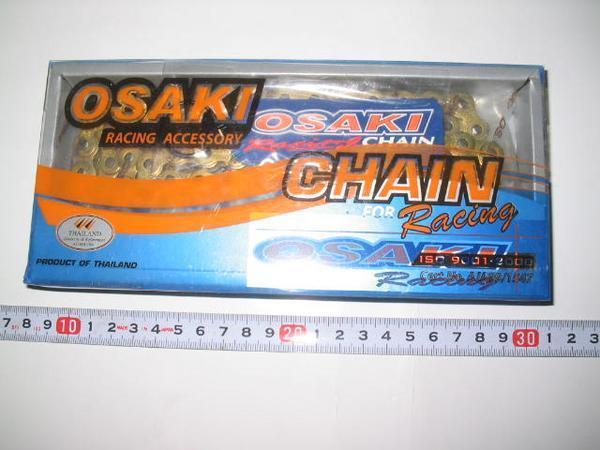 OSAKI
RACING ACCESSORY
OSAKI
Racing CHAIN
CHAIN
FOR Racing
THAILAND
PRODUCT OF THAILAND
OSAKI
ISO 9001:2000
Racing
7 8 9 10 1 2 3 4 5 6 7 8 9 20 1 2 3 4 5 6 7 8 9 30 1 2 3